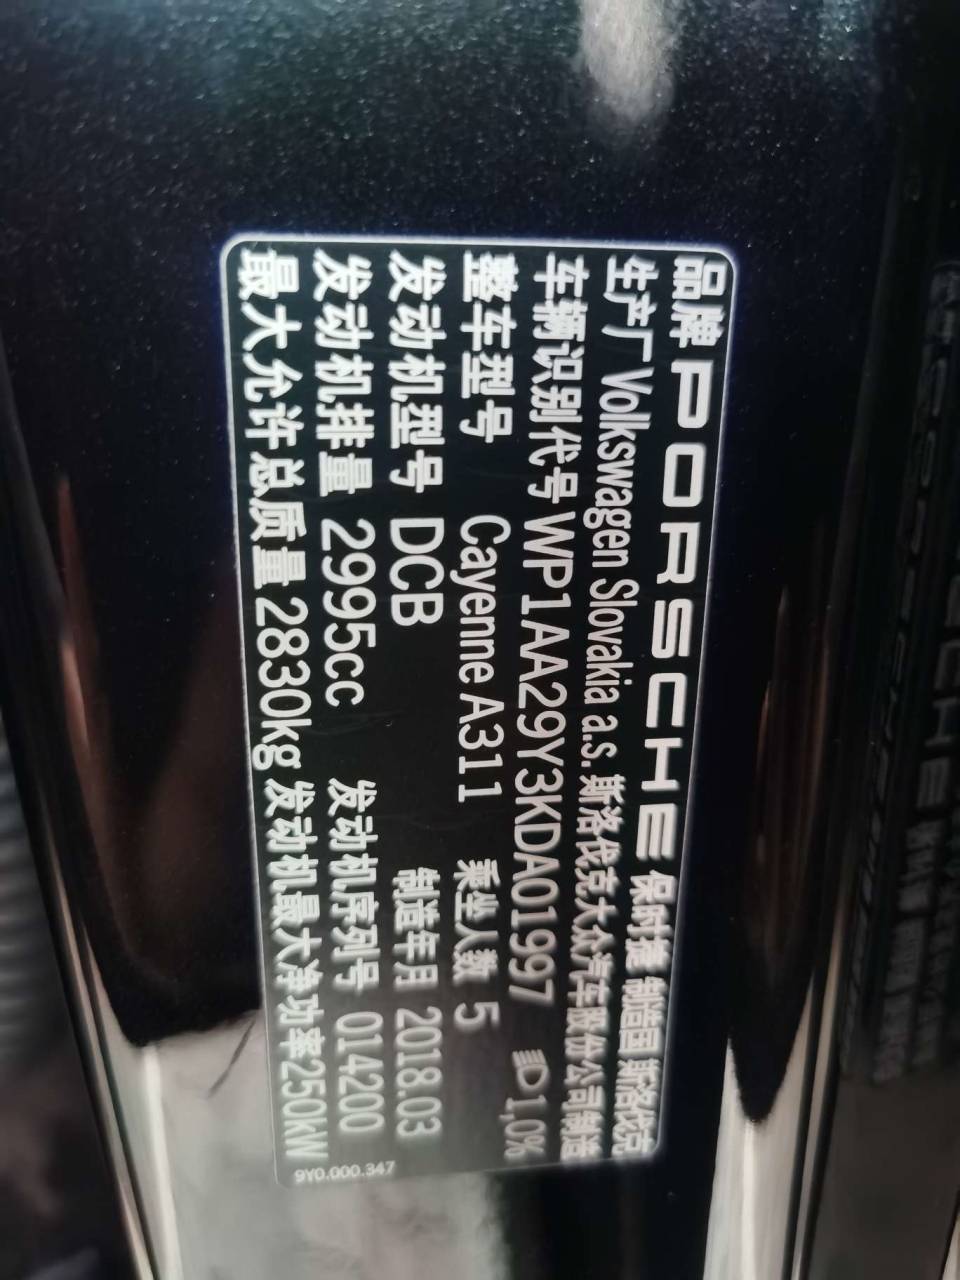 品牌 PORSCHE 保时捷 制造国 斯洛伐克
生产厂 Volkswagen Slovakia a.s. 斯洛伐克大众汽车股份公司制造
车辆识别代号 WP1AA29Y3KDA01997 1,0%
整车型号 Cayenne A311 乘坐人数 5
发动机型号 DCB 制造年月 2018.03
发动机排量 2995cc 发动机序列号 014200
最大允许总质量 2830kg 发动机最大净功率250kW
9Y0.000.347